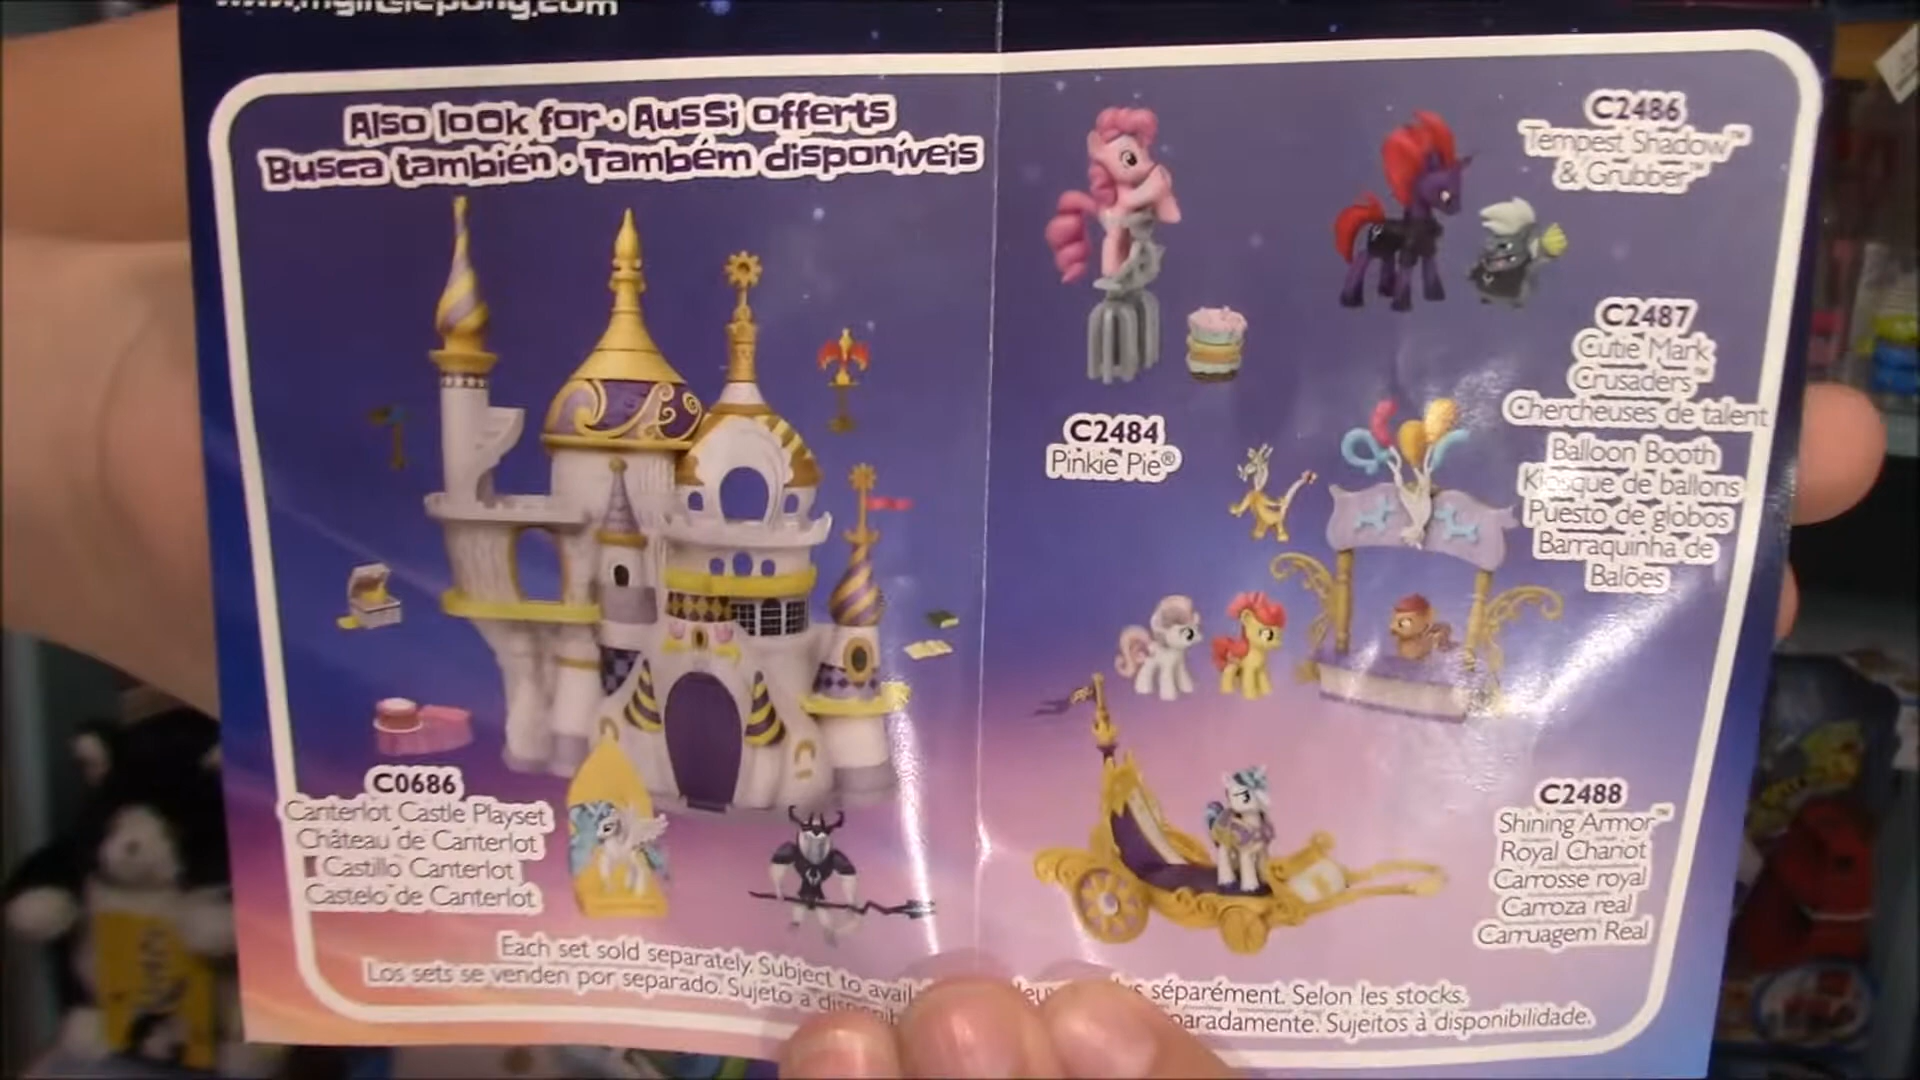 www.mylittlepony.com
Also look for • Aussi offerts
Busca también • Também disponíveis
C2486
Tempest Shadow™
& Grubber™
C2487
Cutie Mark
Crusaders™
Chercheuses de talent
Balloon Booth
Kiosque de ballons
Puesto de globos
Barraquinha de
Balões
C2484
Pinkie Pie®
C0686
Canterlot Castle Playset
Château de Canterlot
Castillo Canterlot
Castelo de Canterlot
C2488
Shining Armor™
Royal Chariot
Carrosse royal
Carroza real
Carruagem Real
Each set sold separately. Subject to avail
séparément. Selon les stocks.
Los sets se venden por separado. Sujeto a disponib
paradamente. Sujeitos à disponibilidade.